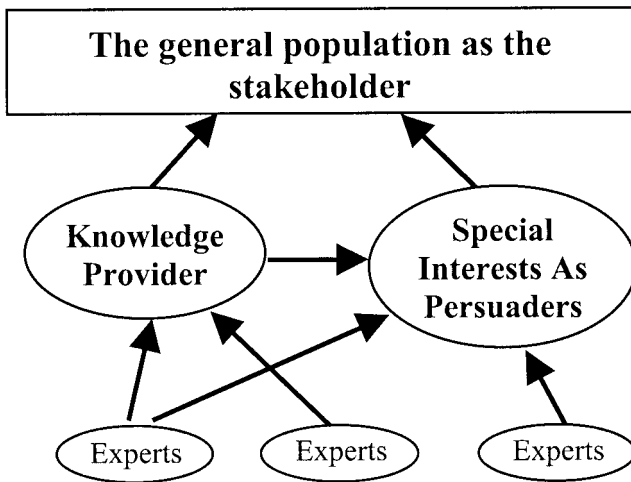 The general population as the
stakeholder
Knowledge
Provider
Special
Interests As
Persuaders
Experts
Experts
Experts